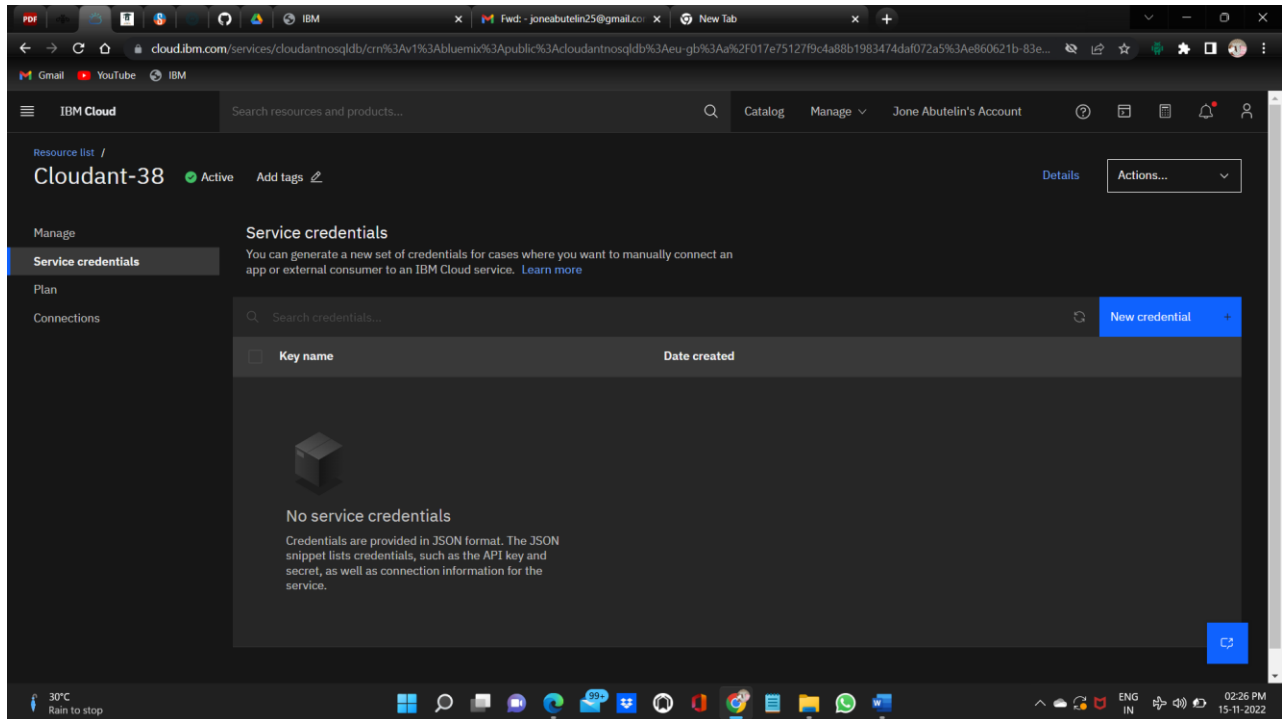 PDF
IBM
Fwd: - joneabutelin25@gmail.cor
New Tab
cloud.ibm.com/services/cloudantnosqldb/crn%3Av1%3Abluemix%3Apublic%3Acloudantnosqldb%3Aeu-gb%3Aa%2F017e75127f9c4a88b1983474daf072a5%3Ae860621b-83e...
Gmail YouTube IBM
IBM Cloud
Search resources and products...
Catalog
Manage
Jone Abutelin's Account
Resource list /
Cloudant-38
Active
Add tags
Details
Actions...
Manage
Service credentials
Plan
Connections
Service credentials
You can generate a new set of credentials for cases where you want to manually connect an
app or external consumer to an IBM Cloud service. Learn more
Search credentials...
New credential +
Key name
Date created
No service credentials
Credentials are provided in JSON format. The JSON
snippet lists credentials, such as the API key and
secret, as well as connection information for the
service.
30°C
Rain to stop
99+
ENG
IN
02:26 PM
15-11-2022